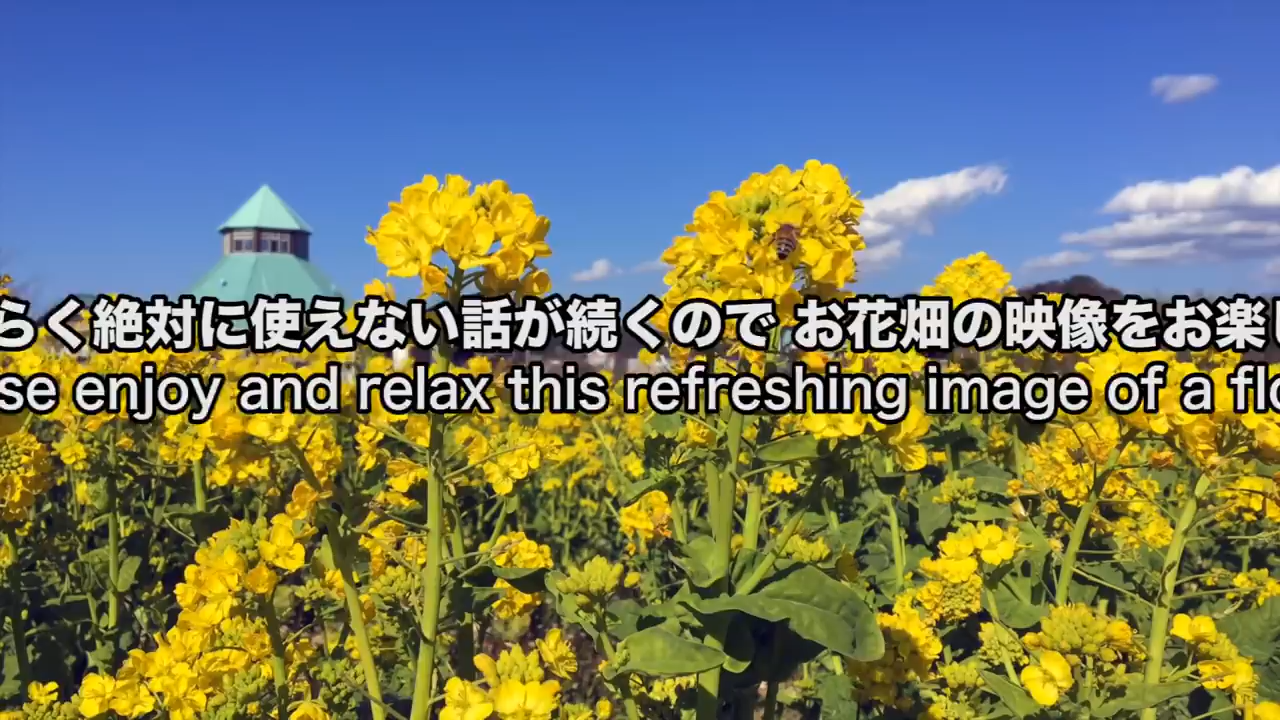 らく絶対に使えない話が続くので お花畑の映像をお楽し
se enjoy and relax this refreshing image of a flo